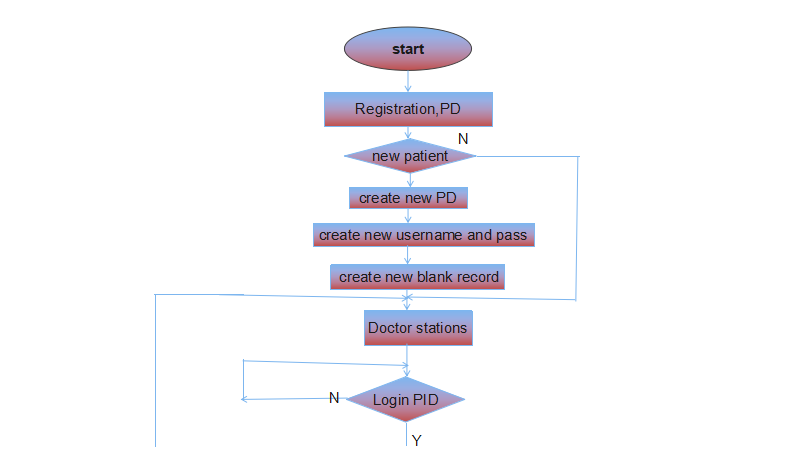 start
Registration,PD
N
new patient
create new PD
create new username and pass
create new blank record
Doctor stations
N
Login PID
Y